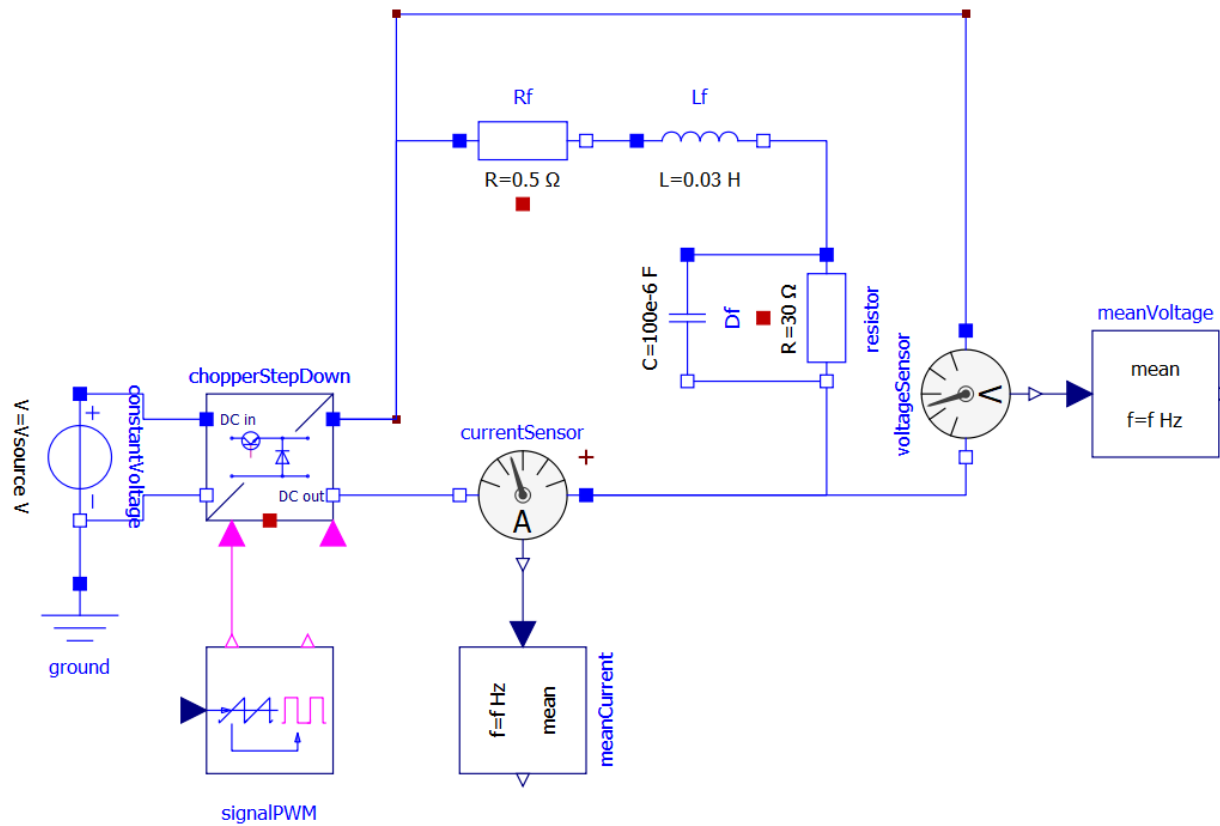 Rf
Lf
R=0.5 Ω
L=0.03 H
C=100e-6 F
Df
R=30 Ω
resistor
meanVoltage
mean
f=f Hz
voltageSensor
V
chopperStepDown
DC in
DC out
constantVoltage
+
−
V=Vsource V
currentSensor
+
A
ground
f=f Hz
mean
meanCurrent
signalPWM